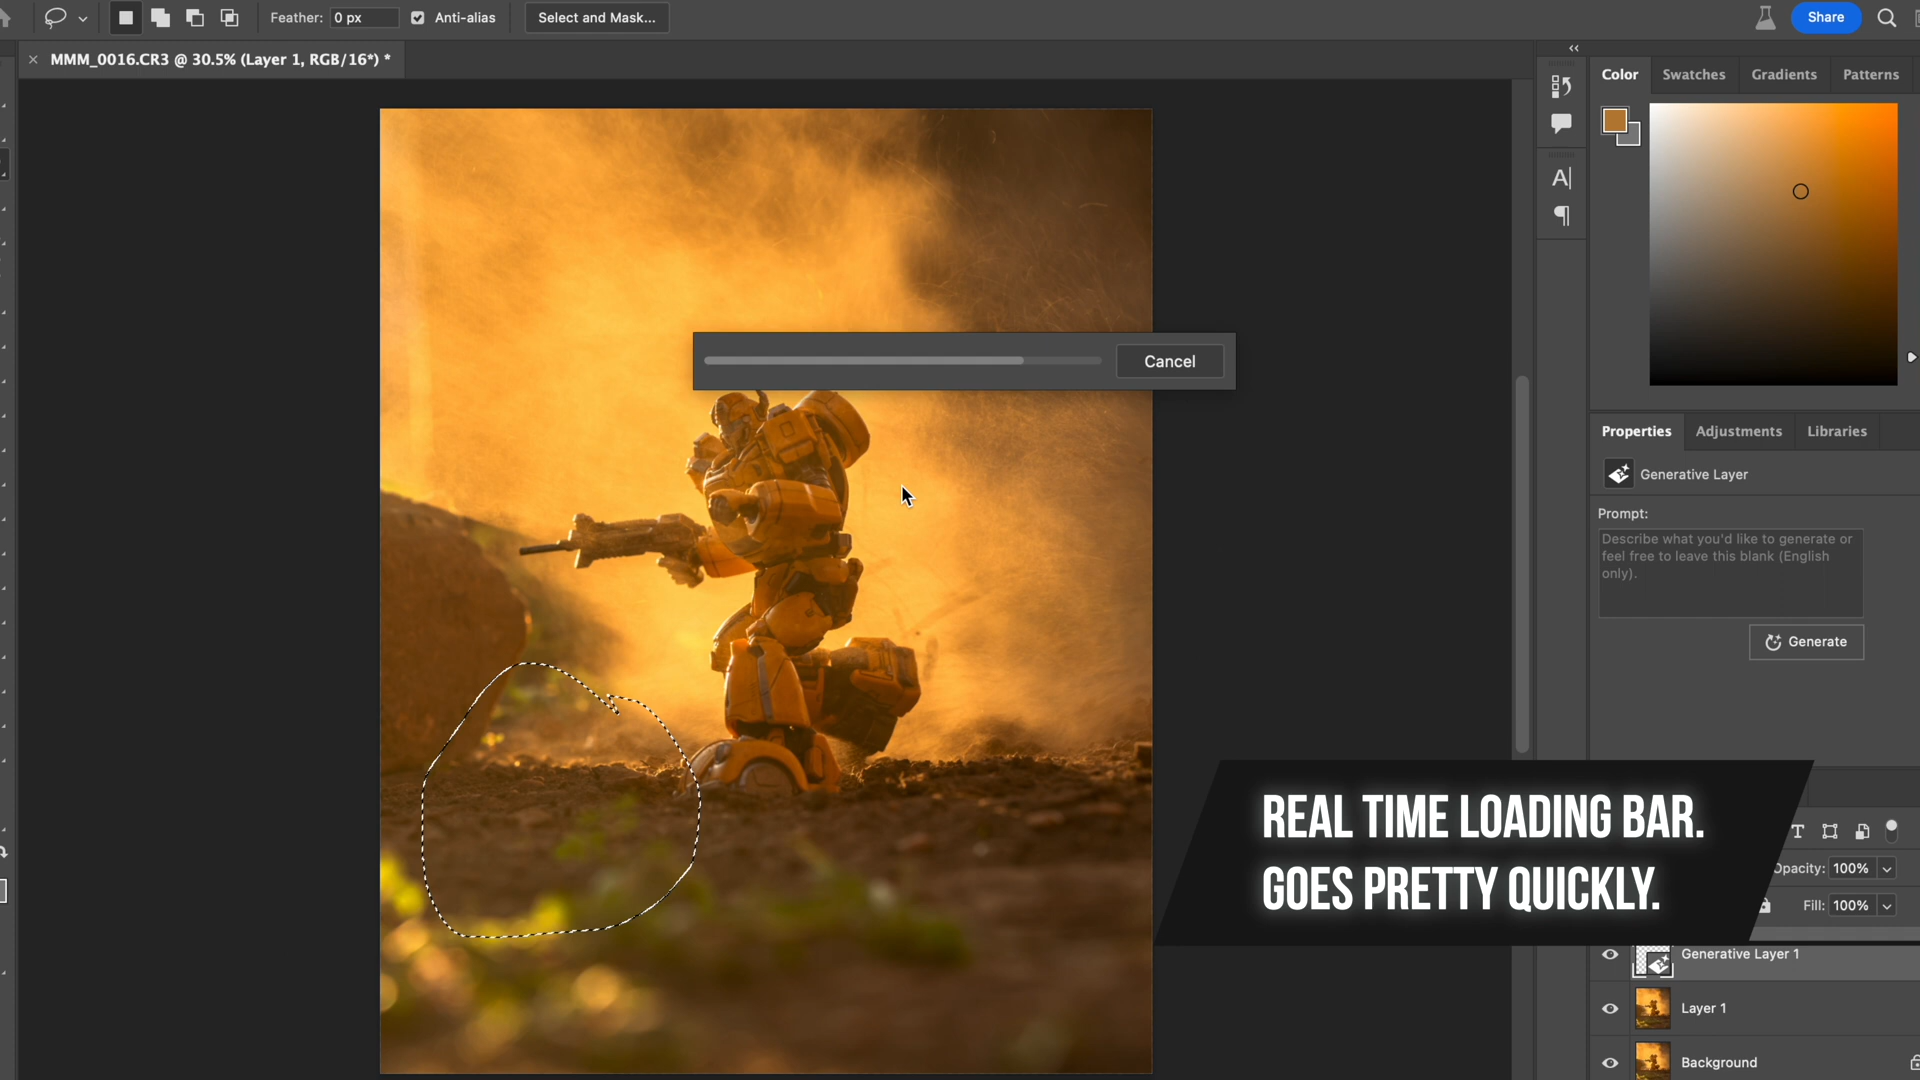 Feather: 0 px Anti-alias Select and Mask... Share
MMM_0016.CR3 @ 30.5% (Layer 1, RGB/16*) *
Color Swatches Gradients Patterns
Cancel
Properties Adjustments Libraries
Generative Layer
Prompt:
Describe what you'd like to generate or
feel free to leave this blank (English
only).
Generate
REAL TIME LOADING BAR.
GOES PRETTY QUICKLY.
Opacity: 100%
Fill: 100%
Generative Layer 1
Layer 1
Background